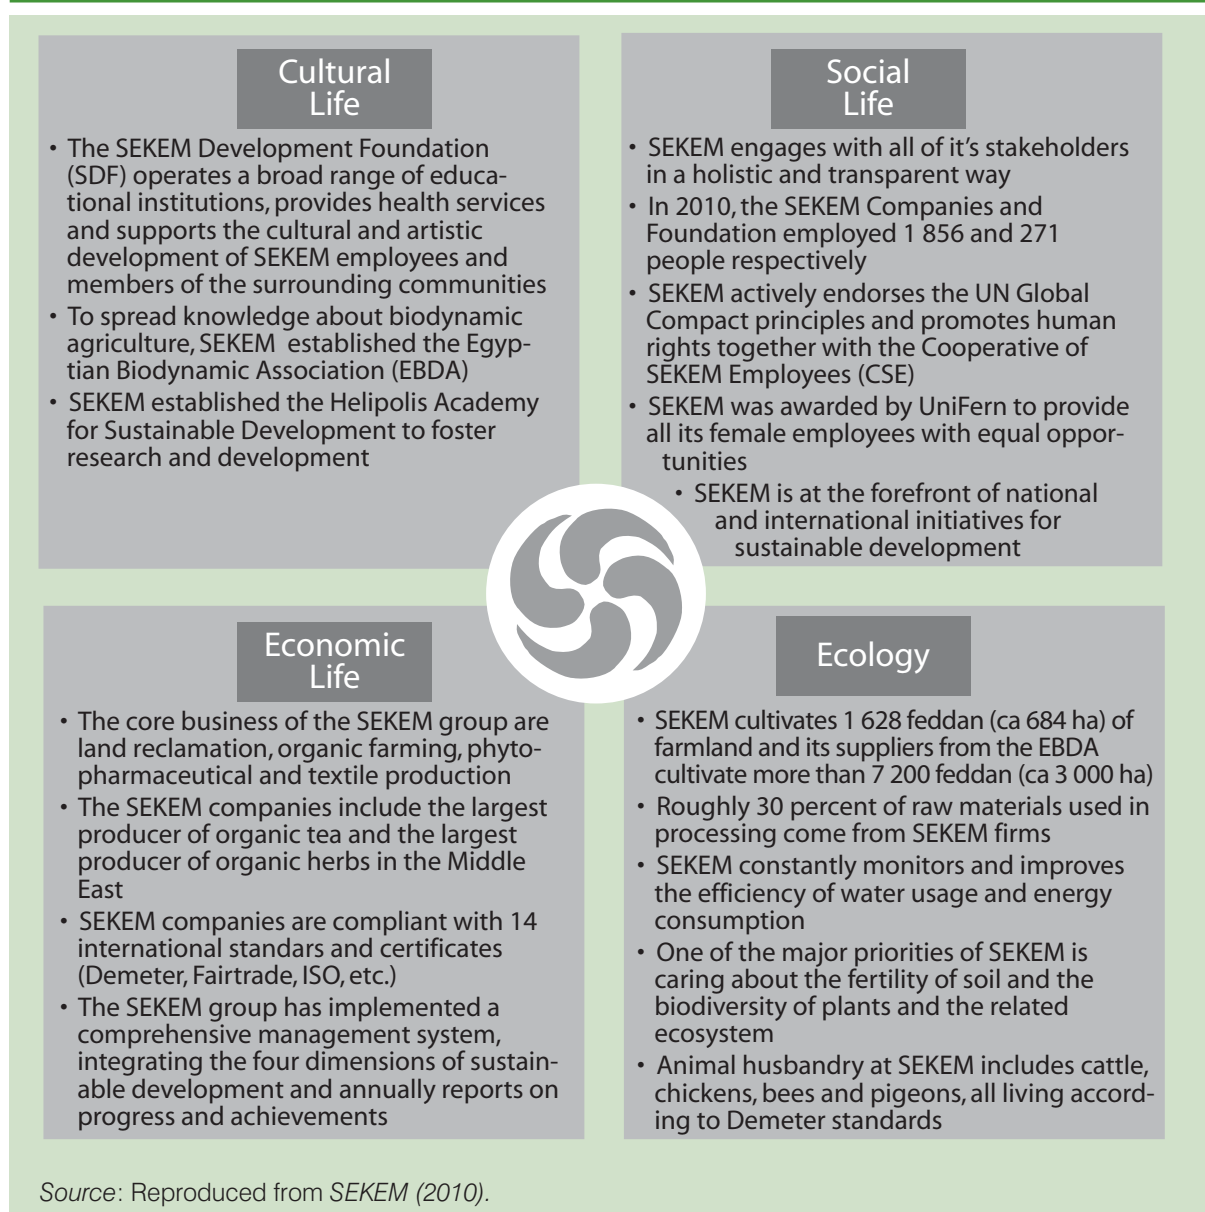 Cultural
Life
• The SEKEM Development Foundation
(SDF) operates a broad range of educa-
tional institutions, provides health services
and supports the cultural and artistic
development of SEKEM employees and
members of the surrounding communities
• To spread knowledge about biodynamic
agriculture, SEKEM established the Egyp-
tian Biodynamic Association (EBDA)
• SEKEM established the Helipolis Academy
for Sustainable Development to foster
research and development
Social
Life
• SEKEM engages with all of it's stakeholders
in a holistic and transparent way
• In 2010, the SEKEM Companies and
Foundation employed 1 856 and 271
people respectively
• SEKEM actively endorses the UN Global
Compact principles and promotes human
rights together with the Cooperative of
SEKEM Employees (CSE)
• SEKEM was awarded by UniFern to provide
all its female employees with equal oppor-
tunities
• SEKEM is at the forefront of national
and international initiatives for
sustainable development
Economic
Life
• The core business of the SEKEM group are
land reclamation, organic farming, phyto-
pharmaceutical and textile production
• The SEKEM companies include the largest
producer of organic tea and the largest
producer of organic herbs in the Middle
East
• SEKEM companies are compliant with 14
international standars and certificates
(Demeter, Fairtrade, ISO, etc.)
• The SEKEM group has implemented a
comprehensive management system,
integrating the four dimensions of sustain-
able development and annually reports on
progress and achievements
Ecology
• SEKEM cultivates 1 628 feddan (ca 684 ha) of
farmland and its suppliers from the EBDA
cultivate more than 7 200 feddan (ca 3 000 ha)
• Roughly 30 percent of raw materials used in
processing come from SEKEM firms
• SEKEM constantly monitors and improves
the efficiency of water usage and energy
consumption
• One of the major priorities of SEKEM is
caring about the fertility of soil and the
biodiversity of plants and the related
ecosystem
• Animal husbandry at SEKEM includes cattle,
chickens, bees and pigeons, all living accord-
ing to Demeter standards
Source: Reproduced from SEKEM (2010).